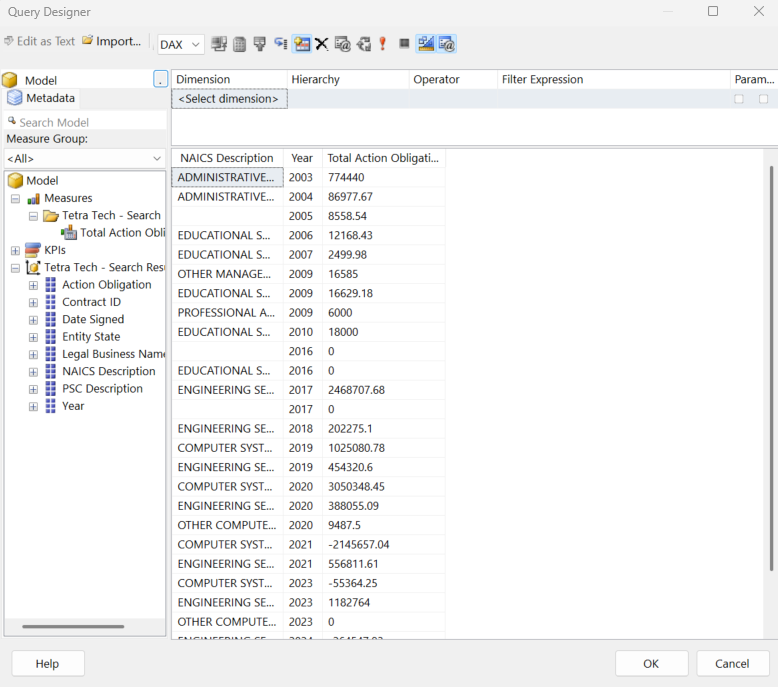 Query Designer
Edit as Text Import... DAX
Model .
Metadata
Search Model
Measure Group:
<All>
Model
Measures
Tetra Tech - Search
Total Action Obli
KPIs
Tetra Tech - Search Res
Action Obligation
Contract ID
Date Signed
Entity State
Legal Business Name
NAICS Description
PSC Description
Year
Dimension Hierarchy Operator Filter Expression Param...
<Select dimension>
NAICS Description Year Total Action Obligati...
ADMINISTRATIVE... 2003 774440
ADMINISTRATIVE... 2004 86977.67
2005 8558.54
EDUCATIONAL S... 2006 12168.43
EDUCATIONAL S... 2007 2499.98
OTHER MANAGE... 2009 16585
EDUCATIONAL S... 2009 16629.18
PROFESSIONAL A... 2009 6000
EDUCATIONAL S... 2010 18000
2016 0
EDUCATIONAL S... 2016 0
ENGINEERING SE... 2017 2468707.68
2017 0
ENGINEERING SE... 2018 202275.1
COMPUTER SYST... 2019 1025080.78
ENGINEERING SE... 2019 454320.6
COMPUTER SYST... 2020 3050348.45
ENGINEERING SE... 2020 388055.09
OTHER COMPUTE... 2020 9487.5
COMPUTER SYST... 2021 -2145657.04
ENGINEERING SE... 2021 556811.61
COMPUTER SYST... 2023 -55364.25
ENGINEERING SE... 2023 1182764
OTHER COMPUTE... 2023 0
Help OK Cancel